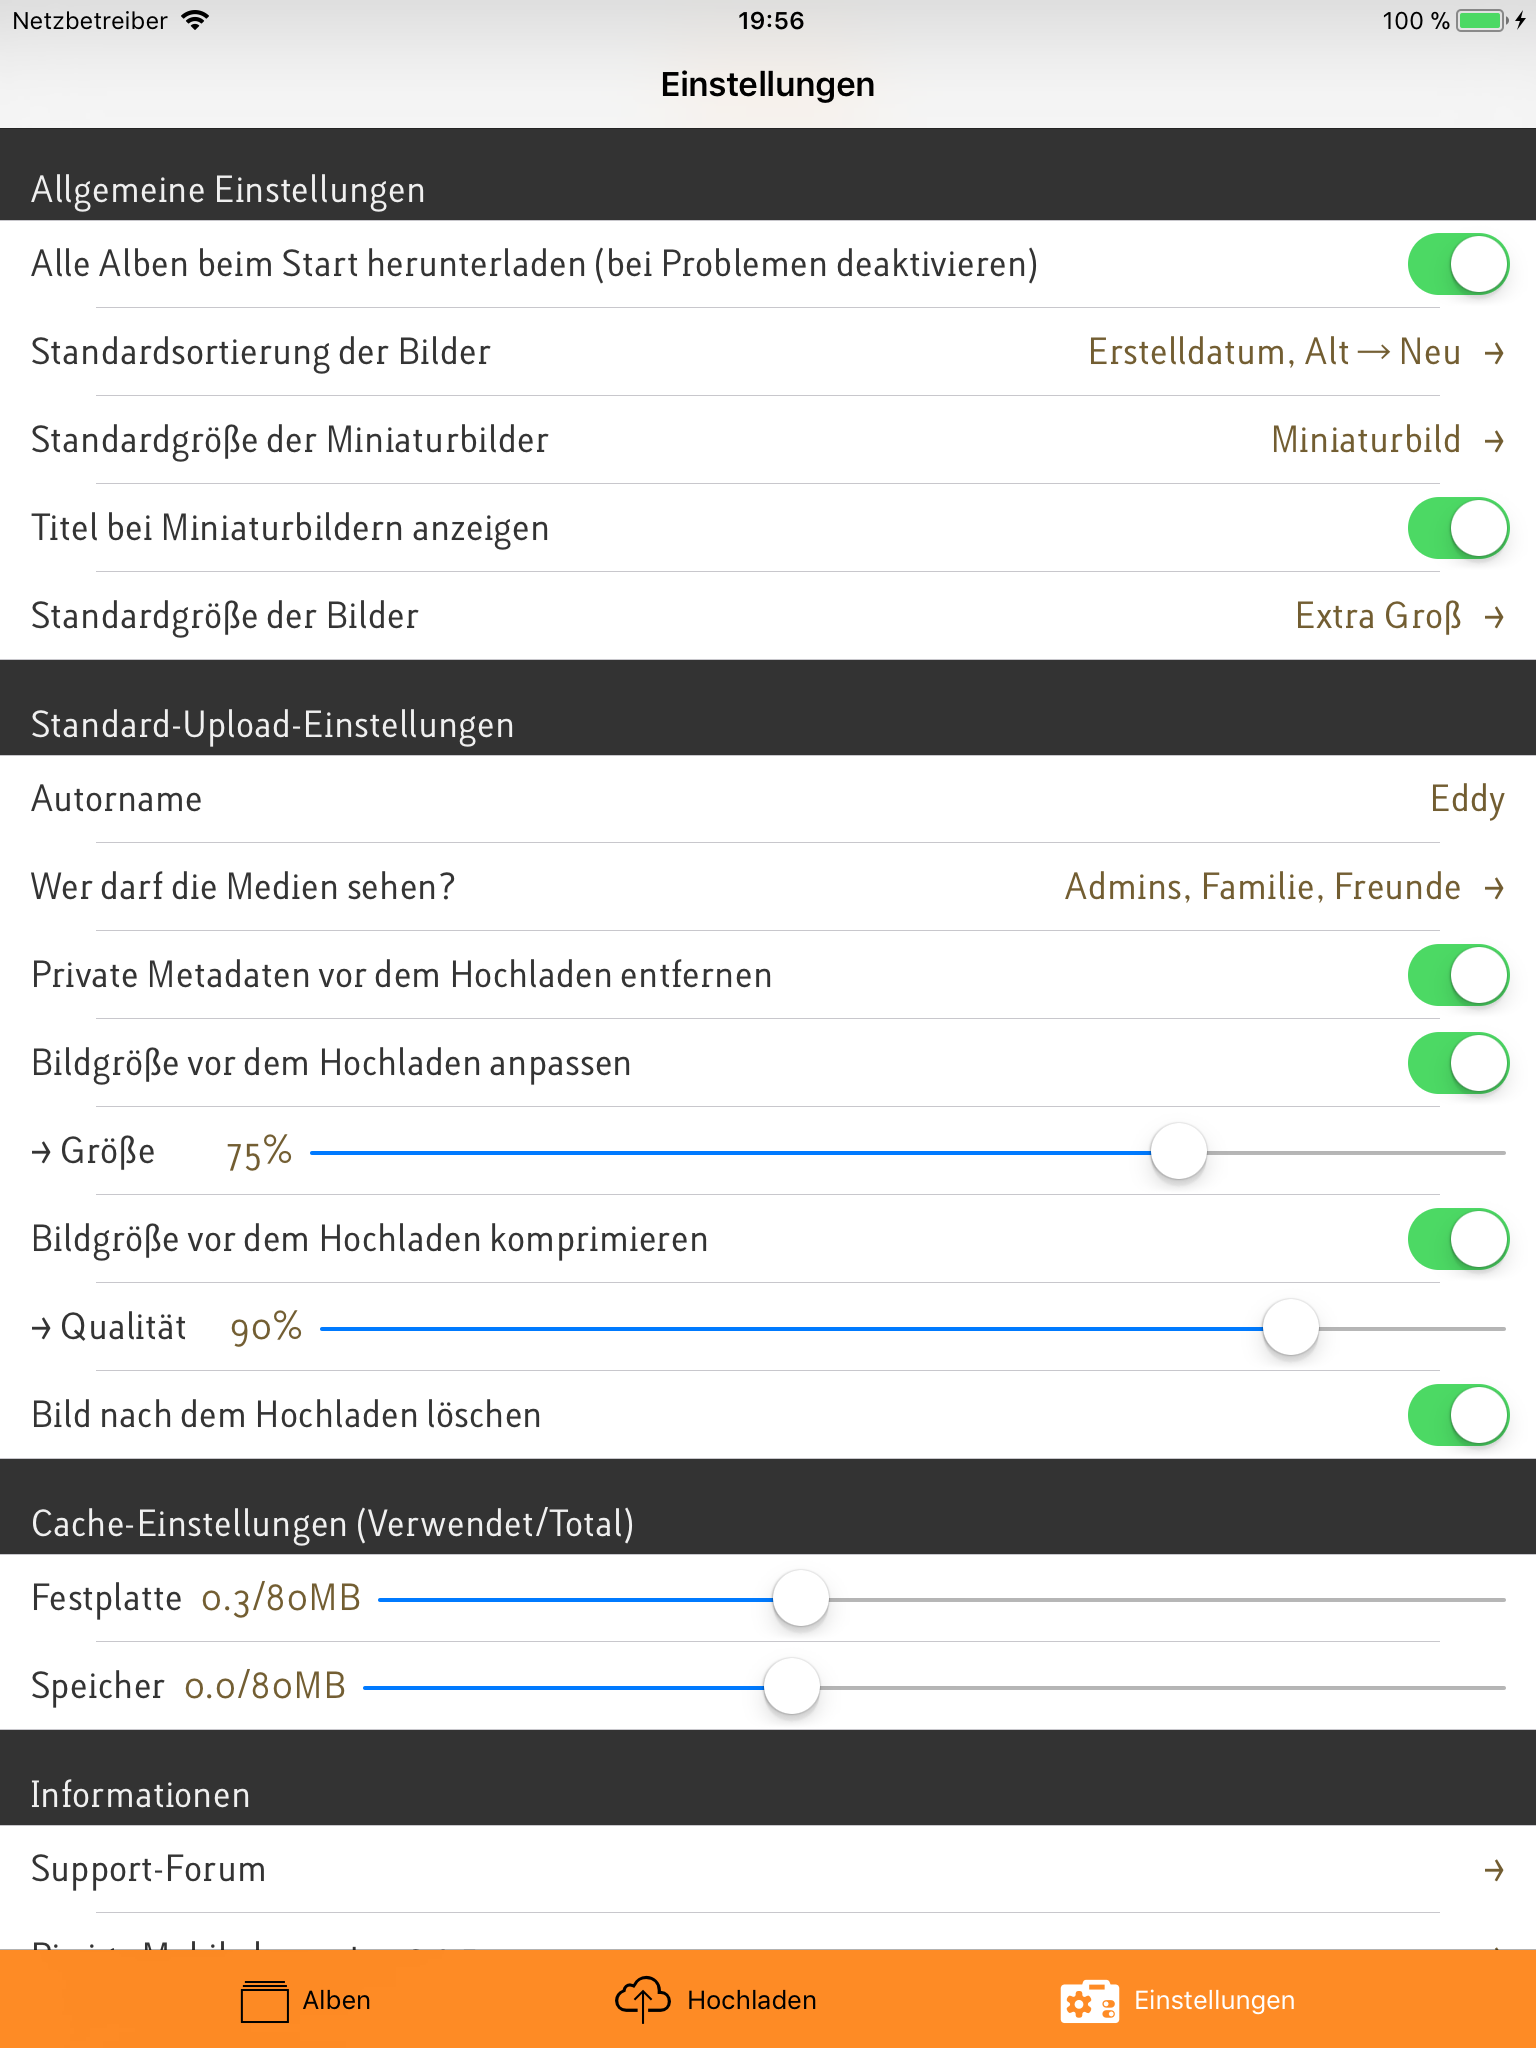 Netzbetreiber 19:56 100 %
Einstellungen
Allgemeine Einstellungen
Alle Alben beim Start herunterladen (bei Problemen deaktivieren)
Standardsortierung der Bilder Erstelldatum, Alt → Neu →
Standardgröße der Miniaturbilder Miniaturbild →
Titel bei Miniaturbildern anzeigen
Standardgröße der Bilder Extra Groß →
Standard-Upload-Einstellungen
Autorname Eddy
Wer darf die Medien sehen? Admins, Familie, Freunde →
Private Metadaten vor dem Hochladen entfernen
Bildgröße vor dem Hochladen anpassen
→ Größe 75%
Bildgröße vor dem Hochladen komprimieren
→ Qualität 90%
Bild nach dem Hochladen löschen
Cache-Einstellungen (Verwendet/Total)
Festplatte 0.3/80MB
Speicher 0.0/80MB
Informationen
Support-Forum →
Alben Hochladen Einstellungen